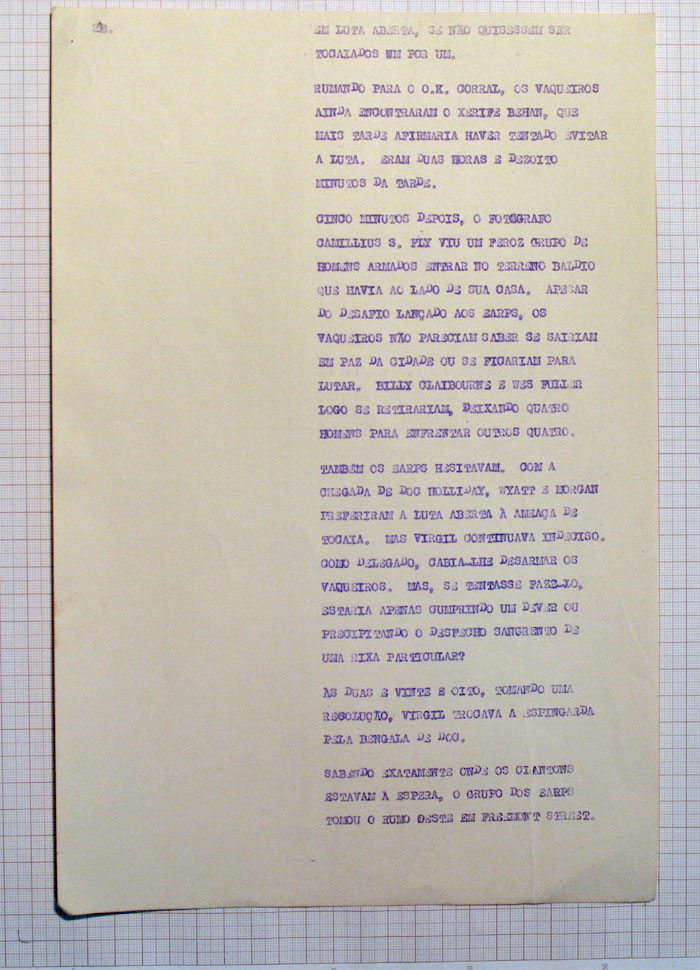 EM LUTA ABERTA, SE NÃO QUISESSEM SER
TOCAIADOS UM POR UM.
RUMANDO PARA O O.K. CORRAL, OS VAQUEIROS
AINDA ENCONTRARAM O XERIFE BEHAN, QUE
MAIS TARDE AFIRMARIA HAVER TENTADO EVITAR
A LUTA. ERAM DUAS HORAS E DEZOITO
MINUTOS DA TARDE.
CINCO MINUTOS DEPOIS, O FOTÓGRAFO
CAMILLIUS S. FLY VIU UM FEROZ GRUPO DE
HOMENS ARMADOS ENTRAR NO TERRENO BALDIO
QUE HAVIA AO LADO DE SUA CASA. APESAR
DO DESAFIO LANÇADO AOS EARPS, OS
VAQUEIROS NÃO PARECIAM SABER SE SAIRIAM
EM PAZ DA CIDADE OU SE FICARIAM PARA
LUTAR. BILLY CLAIBOURNE E WES FULLER
LOGO SE RETIRARIAM, DEIXANDO QUATRO
HOMENS PARA ENFRENTAR OUTROS QUATRO.
TAMBÉM OS EARPS HESITAVAM. COM A
CHEGADA DE DOC HOLLIDAY, WYATT E MORGAN
PREFERIRAM A LUTA ABERTA À AMEAÇA DE
TOCAIA. MAS VIRGIL CONTINUAVA INDECISO.
COMO DELEGADO, CABIA-LHE DESARMAR OS
VAQUEIROS. MAS, SE TENTASSE FAZE-LO,
ESTARIA APENAS CUMPRINDO UM DEVER OU
PRECIPITANDO O DESFECHO SANGRENTO DE
UMA RIXA PARTICULAR?
ÀS DUAS E VINTE E OITO, TOMANDO UMA
RESOLUÇÃO, VIRGIL TROCAVA A ESPINGARDA
PELA BENGALA DE DOC.
SABENDO EXATAMENTE ONDE OS CLANTONS
ESTAVAM À ESPERA, O GRUPO DOS EARPS
TOMOU O RUMO OESTE EM FREEMONT STREET.